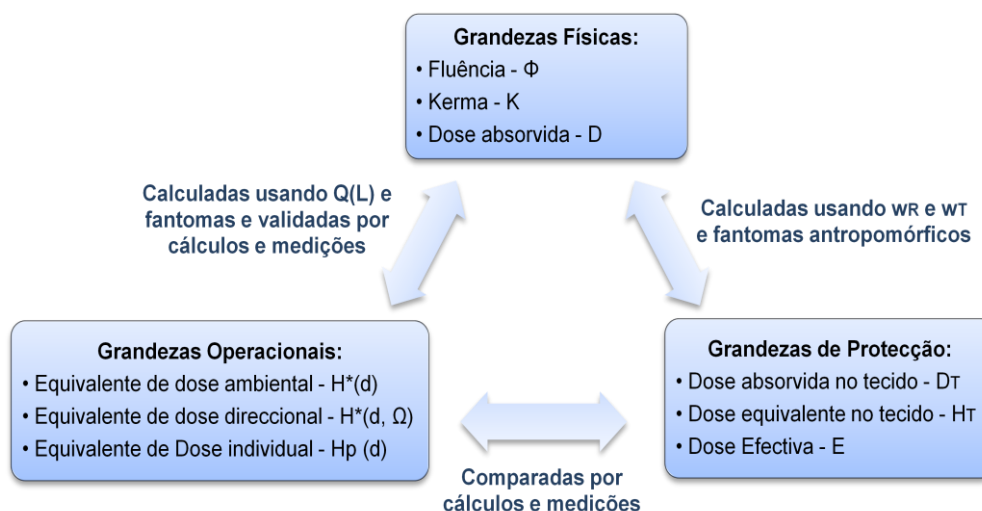 Grandezas Físicas:
• Fluência - Φ
• Kerma - K
• Dose absorvida - D
Calculadas usando Q(L) e
fantomas e validadas por
cálculos e medições
Calculadas usando wR e wT
e fantomas antropomórficos
Grandezas Operacionais:
• Equivalente de dose ambiental - H*(d)
• Equivalente de dose direccional - H*(d, Ω)
• Equivalente de Dose individual - Hp (d)
Grandezas de Protecção:
• Dose absorvida no tecido - DT
• Dose equivalente no tecido - HT
• Dose Efectiva - E
Comparadas por
cálculos e medições